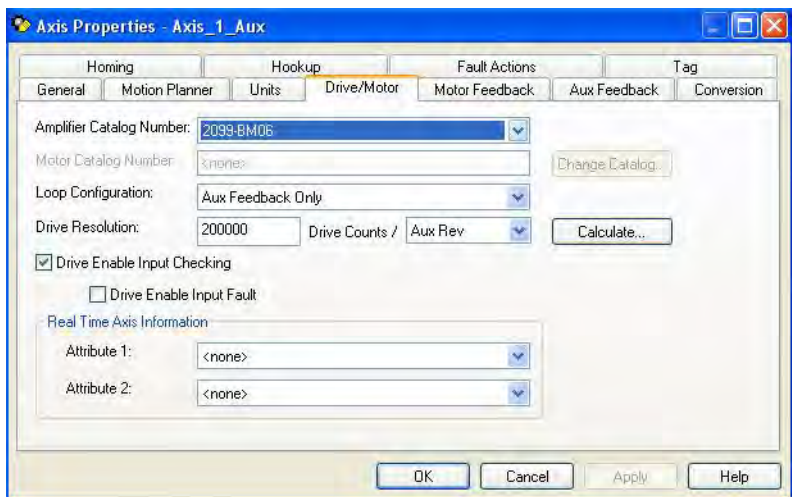 Axis Properties - Axis_1_Aux
Homing Hookup Fault Actions Tag
General Motion Planner Units Drive/Motor Motor Feedback Aux Feedback Conversion
Amplifier Catalog Number: 2099-BM06
Motor Catalog Number <none> Change Catalog...
Loop Configuration: Aux Feedback Only
Drive Resolution: 200000 Drive Counts / Aux Rev Calculate...
Drive Enable Input Checking
Drive Enable Input Fault
Real Time Axis Information
Attribute 1: <none>
Attribute 2: <none>
OK Cancel Apply Help